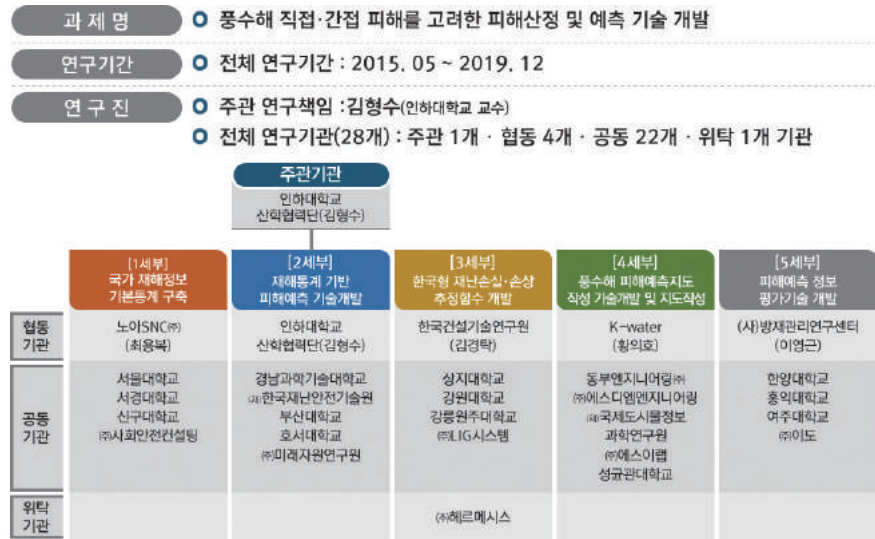 과 제 명
풍수해 직접·간접 피해를 고려한 피해산정 및 예측 기술 개발
연구기간
전체 연구기간 : 2015. 05 ~ 2019. 12
연 구 진
주관 연구책임 :김형수(인하대학교 교수)
전체 연구기관(28개) : 주관 1개 · 협동 4개 · 공동 22개 · 위탁 1개 기관
주관기관
인하대학교
산학협력단(김형수)
[1세부]
국가 재해정보
기본통계 구축
[2세부]
재해통계 기반
피해예측 기술개발
[3세부]
한국형 재난손실·손상
추정함수 개발
[4세부]
풍수해 피해예측지도
작성 기술개발 및 지도작성
[5세부]
피해예측 정보
평가기술 개발
협동
기관
노아SNC㈜
(최용복)
인하대학교
산학협력단(김형수)
한국건설기술연구원
(김경탁)
K-water
(황의호)
(사)방재관리연구센터
(이영근)
공동
기관
서울대학교
서경대학교
신구대학교
㈜사회안전컨설팅
경남과학기술대학교
㈶한국재난안전기술원
부산대학교
호서대학교
㈜미래자원연구원
상지대학교
강원대학교
강릉원주대학교
㈜LIG시스템
동부엔지니어링㈜
㈜에스디엠엔지니어링
㈶국제도시물정보
과학연구원
㈜에스이랩
성균관대학교
한양대학교
홍익대학교
여주대학교
㈜이도
위탁
기관
㈜헤르메시스